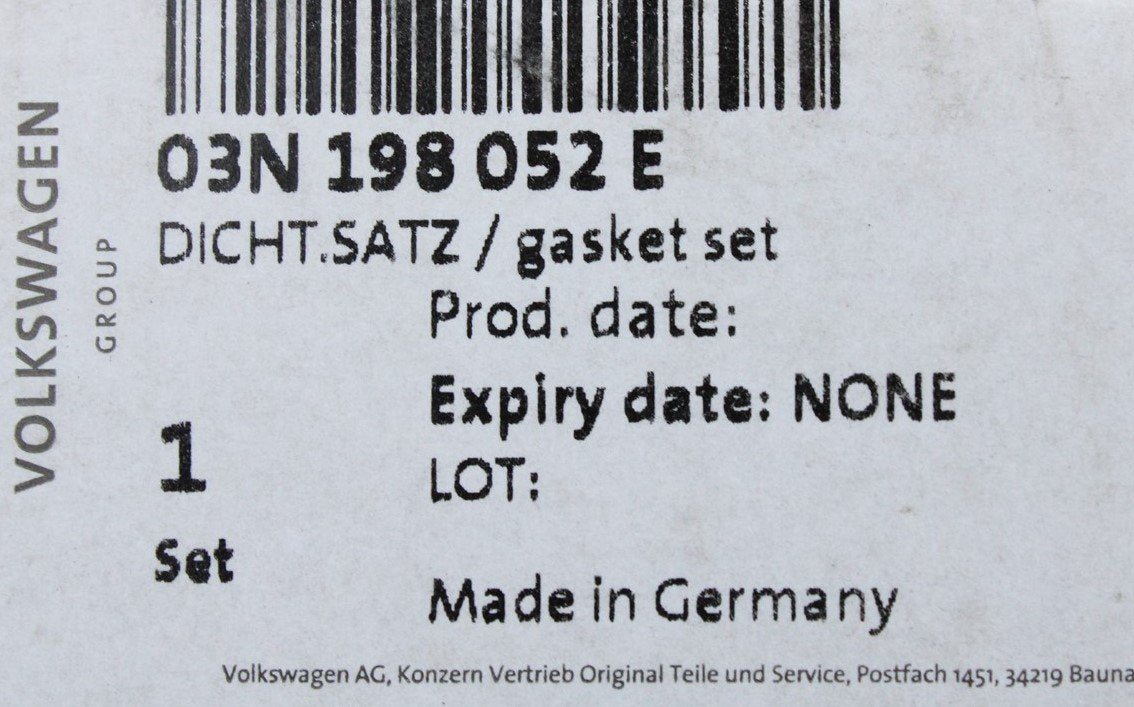 VOLKSWAGEN
GROUP
03N 198 052 E
DICHT.SATZ / gasket set
Prod. date:
Expiry date: NONE
1
LOT:
Set
Made in Germany
Volkswagen AG, Konzern Vertrieb Original Teile und Service, Postfach 1451, 34219 Bauna